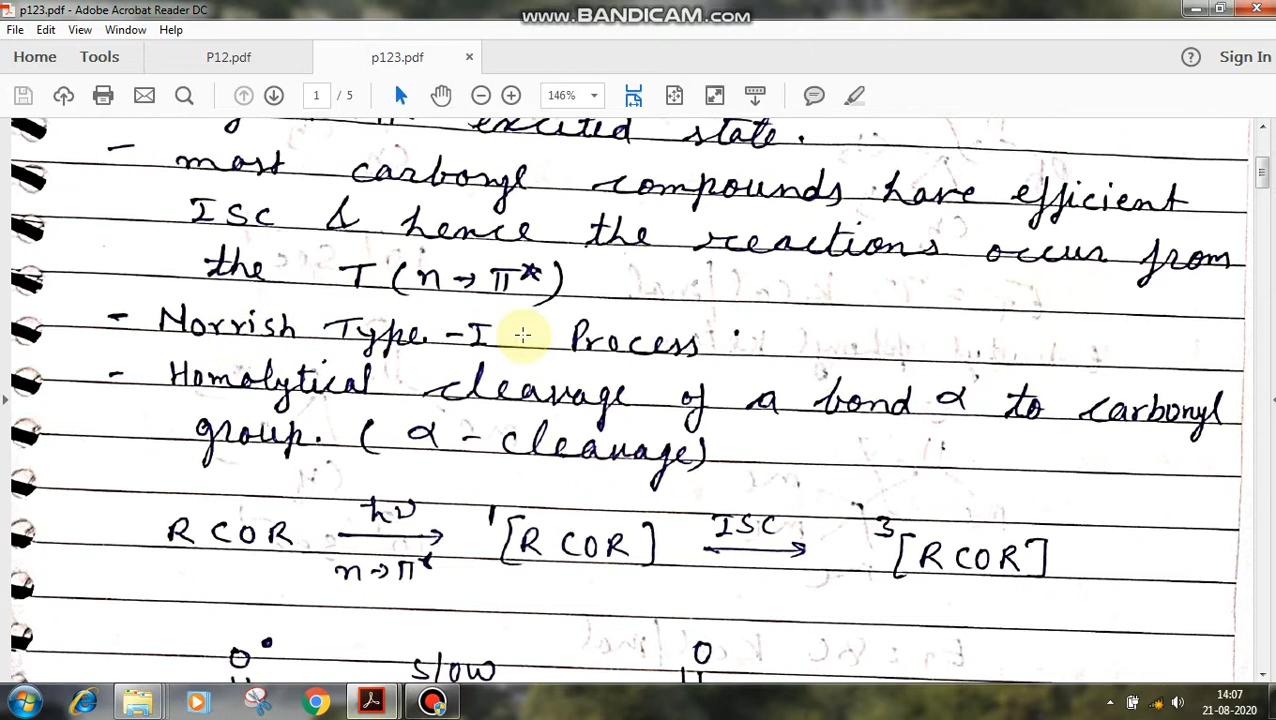 p123.pdf - Adobe Acrobat Reader DC
www.BANDICAM.com
File Edit View Window Help
Home Tools P12.pdf p123.pdf × ? Sign In
1 / 5 146%
excited state.
- most carbonyl compounds have efficient
ISC & hence the reactions occur from
the T(n→π*)
- Norrish Type-I Process:
- Homolytical cleavage of a bond α to carbonyl
group. (α-cleavage)
RCOR hν n→π* ¹[RCOR] ISC ³[RCOR]
O• slow O
14:07
21-08-2020